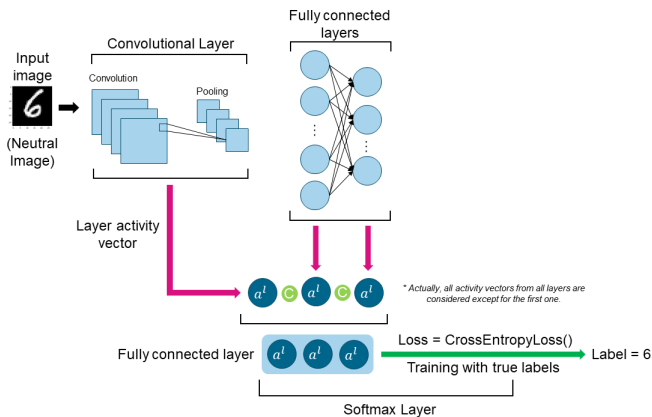 Fully connected
layers
Convolutional Layer
Input
image
Convolution
Pooling
6
(Neutral
Image)
Layer activity
vector
a^l C a^l C a^l
* Actually, all activity vectors from all layers are
considered except for the first one.
Fully connected layer
a^l a^l a^l
Loss = CrossEntropyLoss()
Label = 6
Training with true labels
Softmax Layer